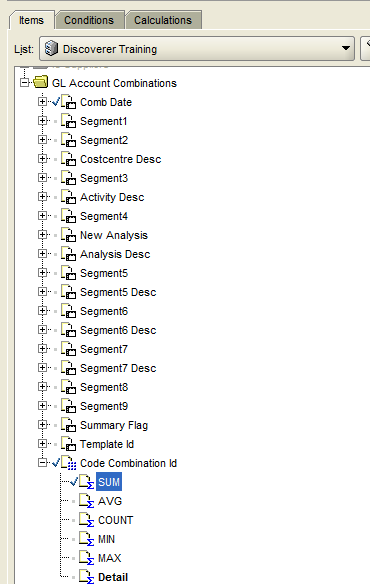 Items Conditions Calculations
List: Discoverer Training
GL Account Combinations
Comb Date
Segment1
Segment2
Costcentre Desc
Segment3
Activity Desc
Segment4
New Analysis
Analysis Desc
Segment5
Segment5 Desc
Segment6
Segment6 Desc
Segment7
Segment7 Desc
Segment8
Segment9
Summary Flag
Template Id
Code Combination Id
SUM
AVG
COUNT
MIN
MAX
Detail